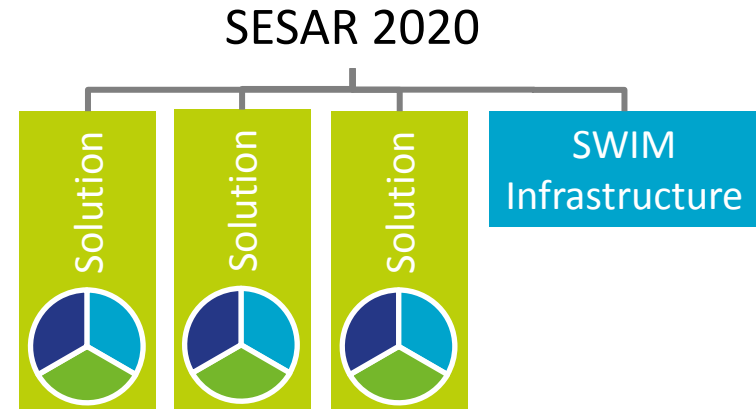 SESAR 2020
Solution
Solution
Solution
SWIM
Infrastructure